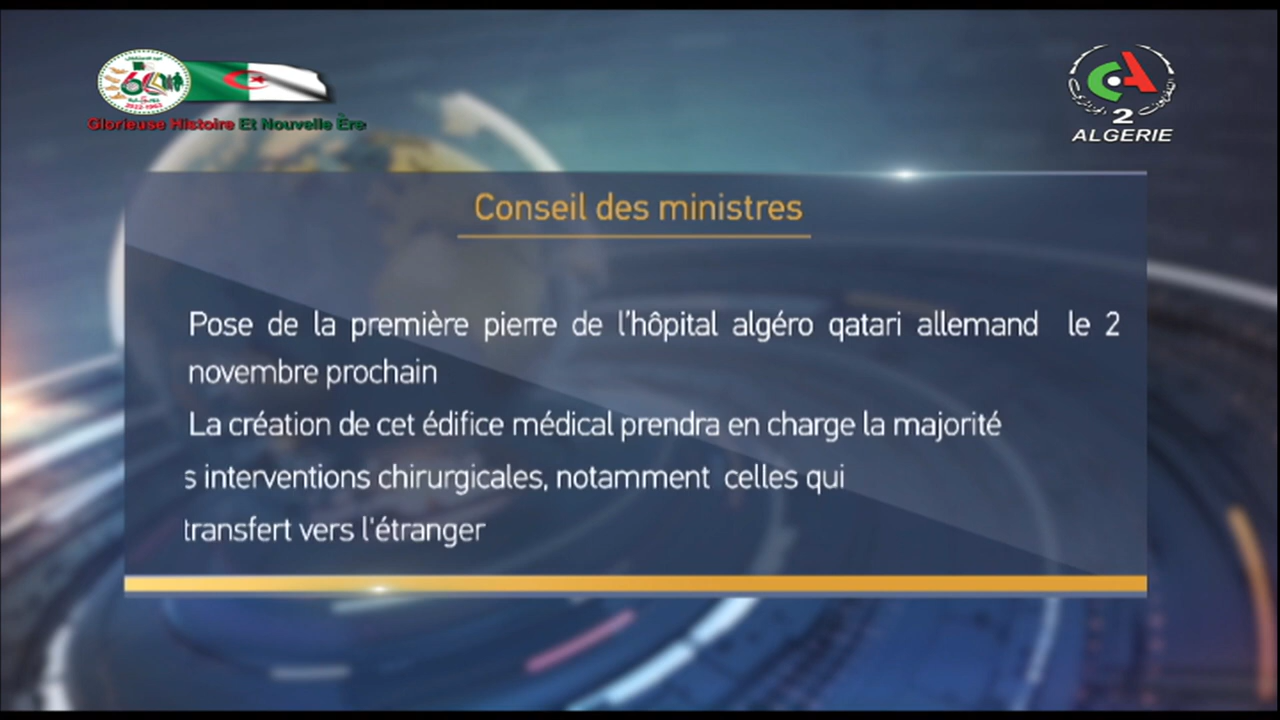 Glorieuse Histoire Et Nouvelle Ère
2
ALGERIE
Conseil des ministres
Pose de la première pierre de l'hôpital algéro qatari allemand le 2
novembre prochain
La création de cet édifice médical prendra en charge la majorité
s interventions chirurgicales, notamment celles qui
transfert vers l'étranger